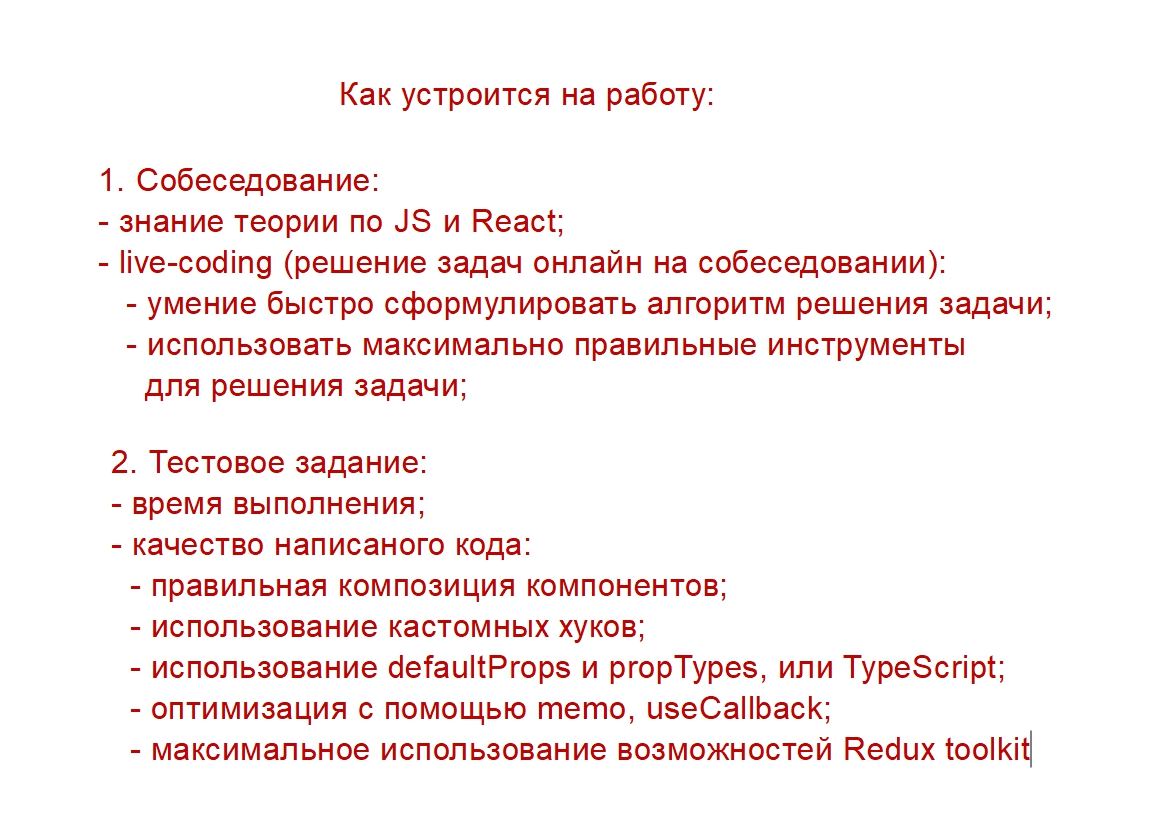 Как устроится на работу:
1. Собеседование:
- знание теории по JS и React;
- live-coding (решение задач онлайн на собеседовании):
- умение быстро сформулировать алгоритм решения задачи;
- использовать максимально правильные инструменты
для решения задачи;
2. Тестовое задание:
- время выполнения;
- качество написаного кода:
- правильная композиция компонентов;
- использование кастомных хуков;
- использование defaultProps и propTypes, или TypeScript;
- оптимизация с помощью memo, useCallback;
- максимальное использование возможностей Redux toolkit